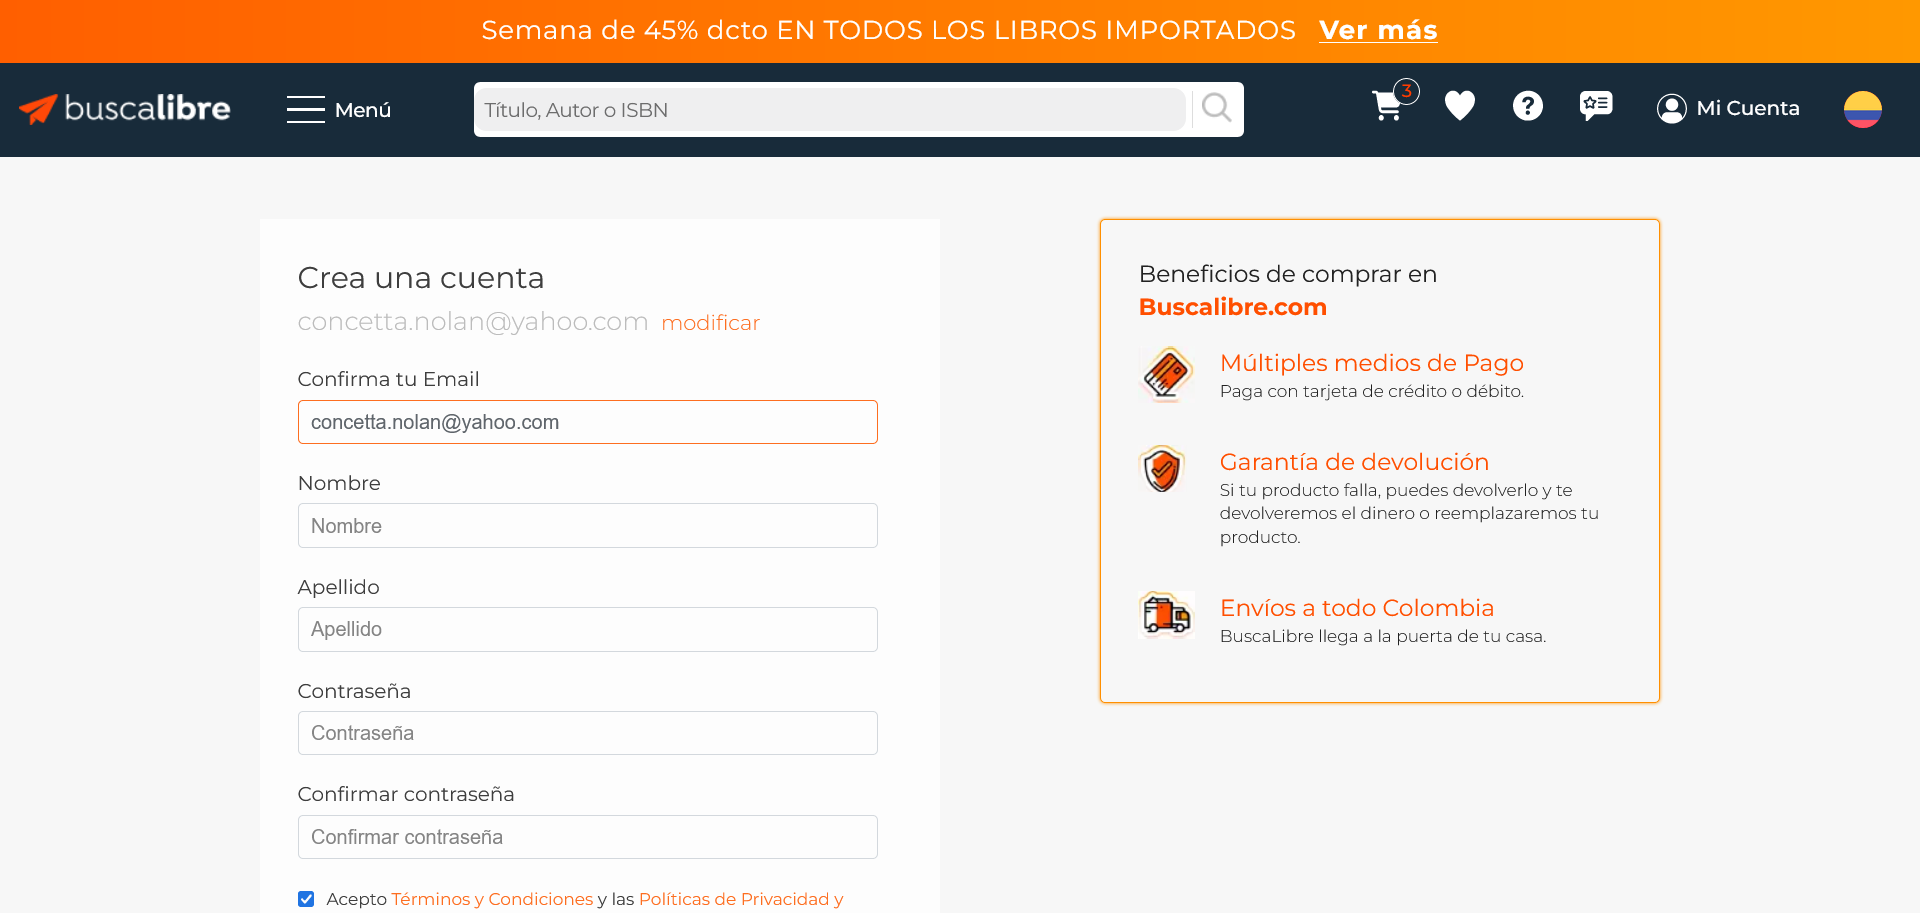 Semana de 45% dcto EN TODOS LOS LIBROS IMPORTADOS Ver más
buscalibre
Menú
Título, Autor o ISBN
3
Mi Cuenta
Crea una cuenta
concetta.nolan@yahoo.com modificar
Confirma tu Email
concetta.nolan@yahoo.com
Nombre
Nombre
Apellido
Apellido
Contraseña
Contraseña
Confirmar contraseña
Confirmar contraseña
Acepto Términos y Condiciones y las Políticas de Privacidad y
Beneficios de comprar en
Buscalibre.com
Múltiples medios de Pago
Paga con tarjeta de crédito o débito.
Garantía de devolución
Si tu producto falla, puedes devolverlo y te
devolveremos el dinero o reemplazaremos tu
producto.
Envíos a todo Colombia
BuscaLibre llega a la puerta de tu casa.